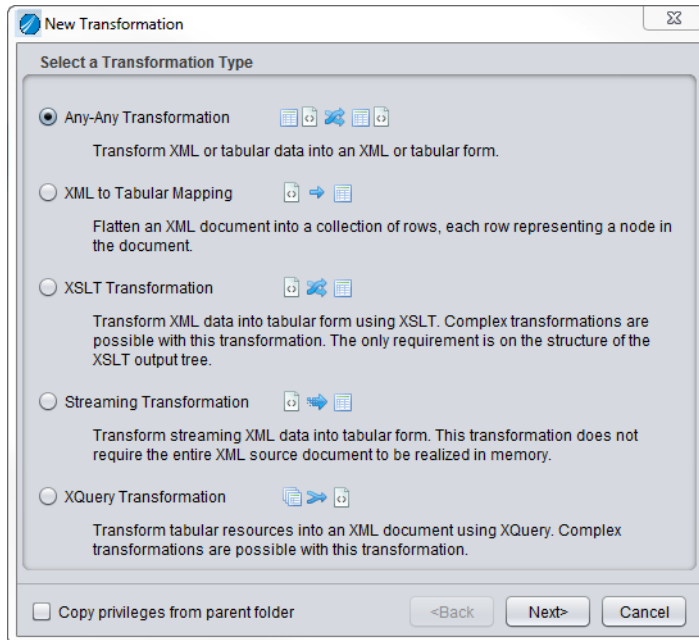 New Transformation
Select a Transformation Type
Any-Any Transformation
Transform XML or tabular data into an XML or tabular form.
XML to Tabular Mapping
Flatten an XML document into a collection of rows, each row representing a node in
the document.
XSLT Transformation
Transform XML data into tabular form using XSLT. Complex transformations are
possible with this transformation. The only requirement is on the structure of the
XSLT output tree.
Streaming Transformation
Transform streaming XML data into tabular form. This transformation does not
require the entire XML source document to be realized in memory.
XQuery Transformation
Transform tabular resources into an XML document using XQuery. Complex
transformations are possible with this transformation.
Copy privileges from parent folder
<Back
Next>
Cancel